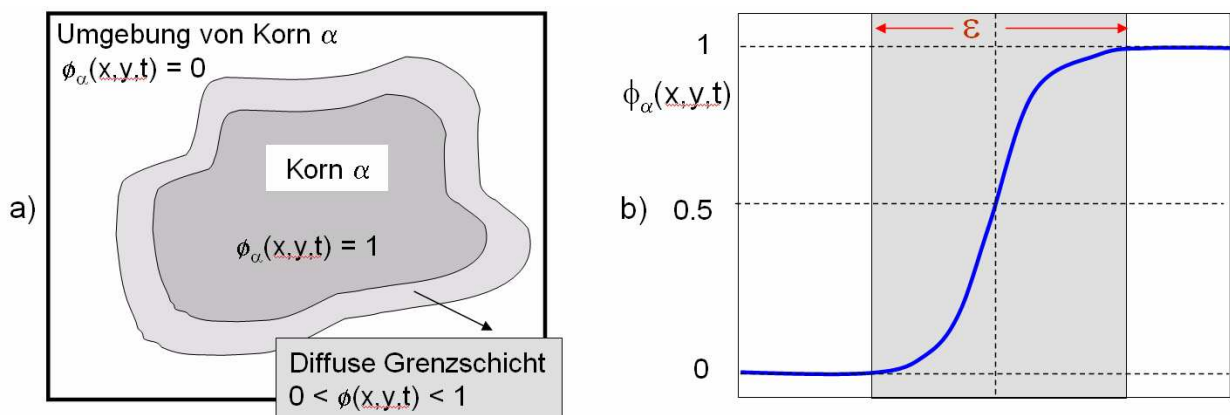 Umgebung von Korn α
ϕα(x,y,t) = 0
Korn α
a)
ϕα(x,y,t) = 1
Diffuse Grenzschicht
0 < ϕ(x,y,t) < 1
ε
1
ϕα(x,y,t)
b)
0.5
0